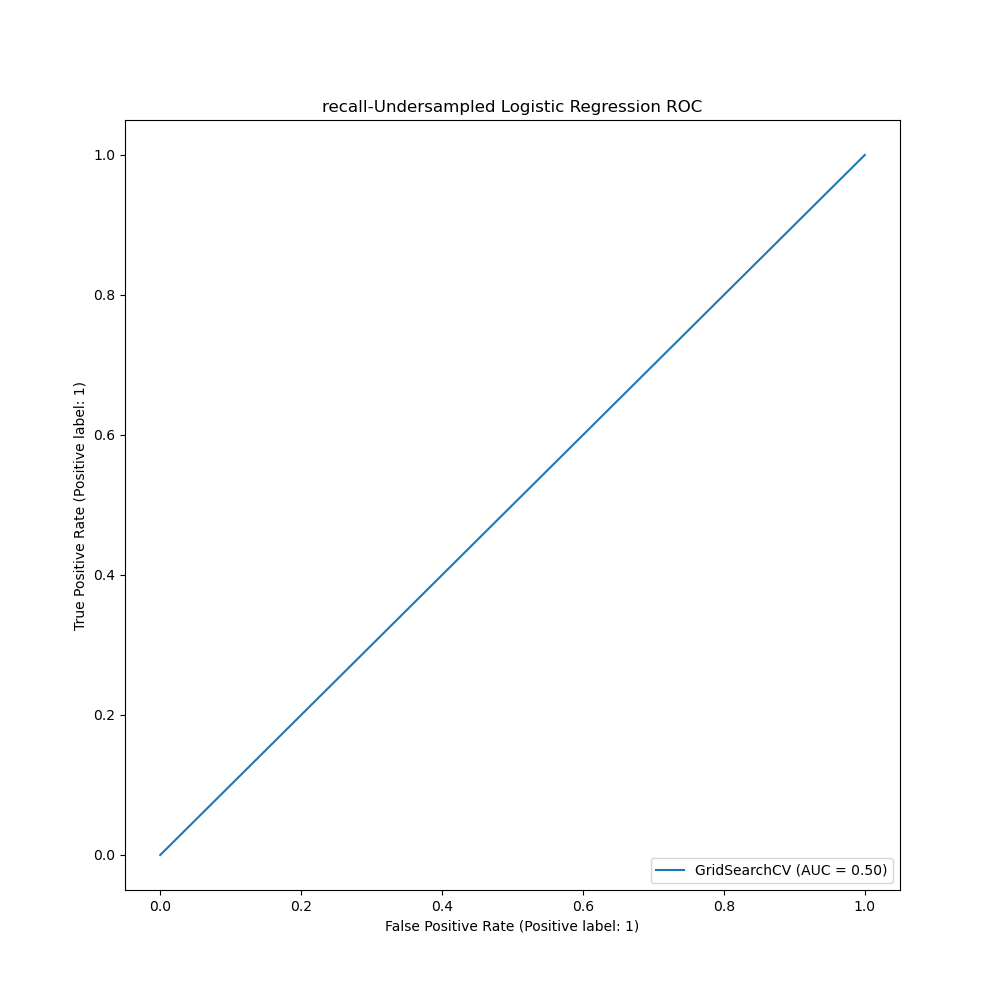 recall-Undersampled Logistic Regression ROC
1.0
0.8
0.6
0.4
0.2
0.0
True Positive Rate (Positive label: 1)
GridSearchCV (AUC = 0.50)
0.0 0.2 0.4 0.6 0.8 1.0
False Positive Rate (Positive label: 1)